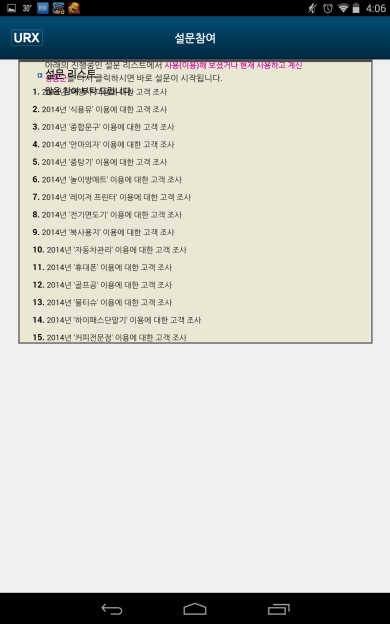 30°
4:06
URX
설문참여
아래의 진행중인 설문 리스트에서 사용(이용)해 보셨거나 현재 사용하고 계신
클릭하시면 바로 설문이 시작됩니다.
설문 리스트
많은 참여 부탁드립니다.
1. 고객 조사
2. 2014년 '식용유' 이용에 대한 고객 조사
3. 2014년 '종합문구' 이용에 대한 고객 조사
4. 2014년 '안마의자' 이용에 대한 고객 조사
5. 2014년 '중탕기' 이용에 대한 고객 조사
6. 2014년 '놀이방매트' 이용에 대한 고객 조사
7. 2014년 '레이저 프린터' 이용에 대한 고객 조사
8. 2014년 '전기면도기' 이용에 대한 고객 조사
9. 2014년 '복사용지' 이용에 대한 고객 조사
10. 2014년 '자동차관리' 이용에 대한 고객 조사
11. 2014년 '휴대폰' 이용에 대한 고객 조사
12. 2014년 '골프공' 이용에 대한 고객 조사
13. 2014년 '물티슈' 이용에 대한 고객 조사
14. 2014년 '하이패스단말기' 이용에 대한 고객 조사
15. 2014년 '커피전문점' 이용에 대한 고객 조사